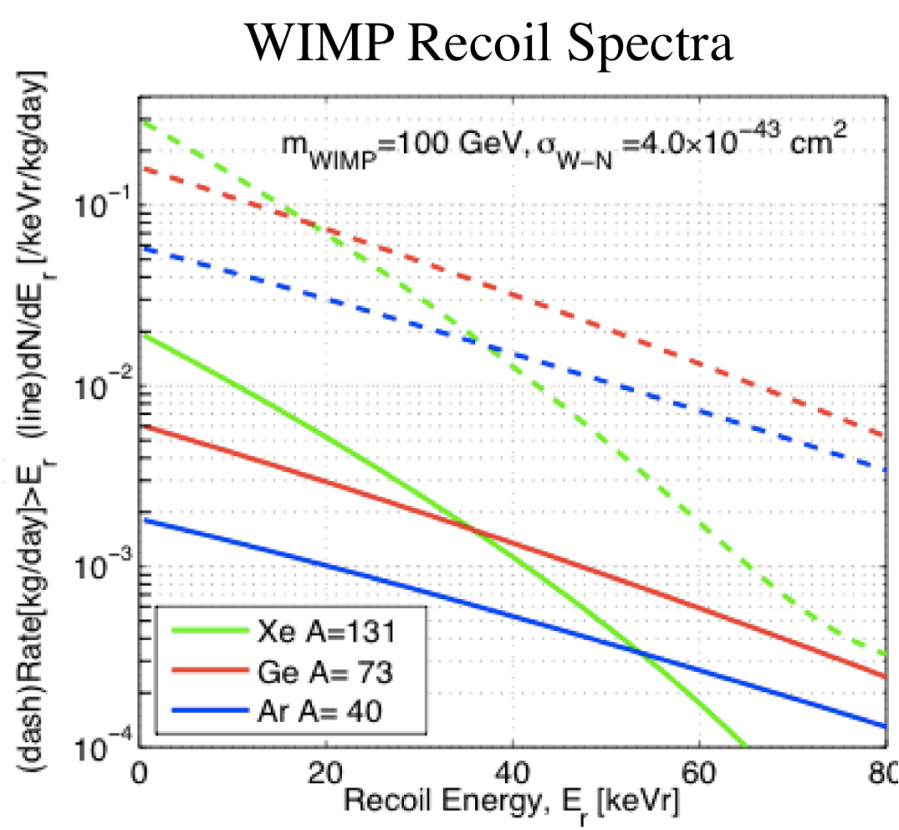 WIMP Recoil Spectra
(dash)Rate[kg/day]>E_r (line)dN/dE_r [/keVr/kg/day]
m_WIMP=100 GeV, σ_W−N =4.0×10^−43 cm^2
10^−1
10^−2
10^−3
10^−4
Xe A=131
Ge A= 73
Ar A= 40
0 20 40 60 80
Recoil Energy, E_r [keVr]